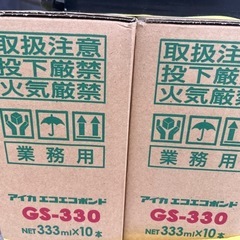 取扱注意
投下厳禁
火気厳禁
業務用
アイカ エコエコボンド
GS-330
NET 333ml×10本
取扱注意
投下厳禁
火気厳禁
業務用
アイカ エコエコボンド
GS-330
NET 333ml×10本